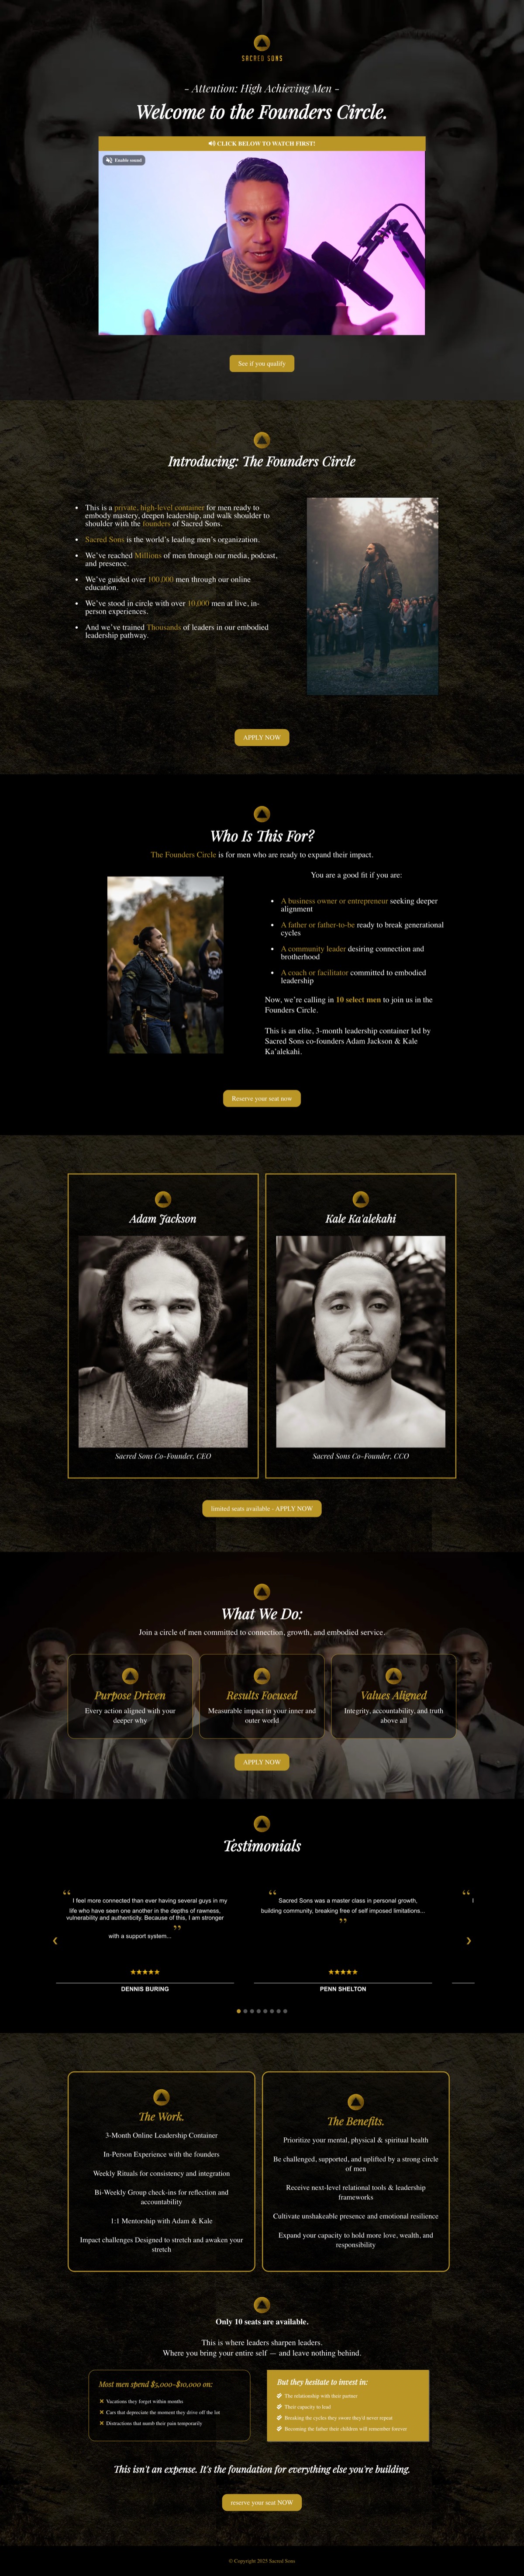 SACRED SONS
- Attention: High Achieving Men -
Welcome to the Founders Circle.
CLICK BELOW TO WATCH FIRST!
Enable sound
See if you qualify
Introducing: The Founders Circle
• This is a private, high-level container for men ready to
embody mastery, deepen leadership, and walk shoulder to
shoulder with the founders of Sacred Sons.
• Sacred Sons is the world's leading men's organization.
• We've reached Millions of men through our media, podcast,
and presence.
• We've guided over 100,000 men through our online
education.
• We've stood in circle with over 10,000 men at live, in-
person experiences.
• And we've trained Thousands of leaders in our embodied
leadership pathway.
APPLY NOW
Who Is This For?
The Founders Circle is for men who are ready to expand their impact.
You are a good fit if you are:
• A business owner or entrepreneur seeking deeper
alignment
• A father or father-to-be ready to break generational
cycles
• A community leader desiring connection and
brotherhood
• A coach or facilitator committed to embodied
leadership
Now, we're calling in 10 select men to join us in the
Founders Circle.
This is an elite, 3-month leadership container led by
Sacred Sons co-founders Adam Jackson & Kale
Ka'alekahi.
Reserve your seat now
Adam Jackson
Sacred Sons Co-Founder, CEO
Kale Ka'alekahi
Sacred Sons Co-Founder, CCO
limited seats available - APPLY NOW
What We Do:
Join a circle of men committed to connection, growth, and embodied service.
Purpose Driven
Every action aligned with your
deeper why
Results Focused
Measurable impact in your inner and
outer world
Values Aligned
Integrity, accountability, and truth
above all
APPLY NOW
Testimonials
“ I feel more connected than ever having several guys in my
life who have seen one another in the depths of rawness,
vulnerability and authenticity. Because of this, I am stronger
with a support system... ”
★★★★★
DENNIS BURING
“ Sacred Sons was a master class in personal growth,
building community, breaking free of self imposed limitations...
”
★★★★★
PENN SHELTON
“ I
The Work.
3-Month Online Leadership Container
In-Person Experience with the founders
Weekly Rituals for consistency and integration
Bi-Weekly Group check-ins for reflection and
accountability
1:1 Mentorship with Adam & Kale
Impact challenges Designed to stretch and awaken your
stretch
The Benefits.
Prioritize your mental, physical & spiritual health
Be challenged, supported, and uplifted by a strong circle
of men
Receive next-level relational tools & leadership
frameworks
Cultivate unshakeable presence and emotional resilience
Expand your capacity to hold more love, wealth, and
responsibility
Only 10 seats are available.
This is where leaders sharpen leaders.
Where you bring your entire self — and leave nothing behind.
Most men spend $5,000-$10,000 on:
✕ Vacations they forget within months
✕ Cars that depreciate the moment they drive off the lot
✕ Distractions that numb their pain temporarily
But they hesitate to invest in:
The relationship with their partner
Their capacity to lead
Breaking the cycles they swore they'd never repeat
Becoming the father their children will remember forever
This isn't an expense. It's the foundation for everything else you're building.
reserve your seat NOW
© Copyright 2025 Sacred Sons